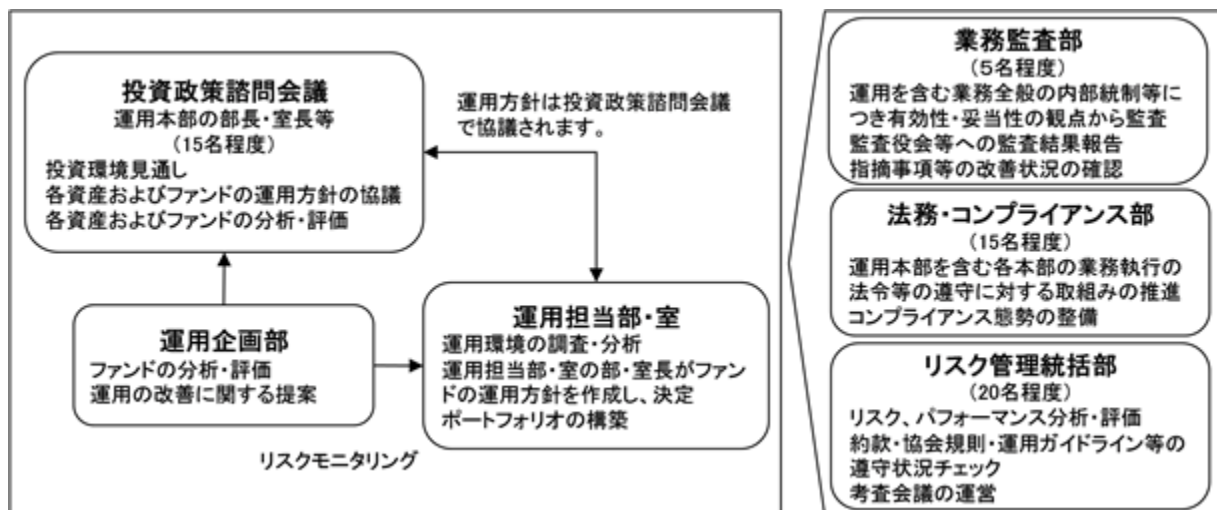 投資政策諮問会議
運用本部の部長・室長等
(15名程度)
投資環境見通し
各資産およびファンドの運用方針の協議
各資産およびファンドの分析・評価
運用方針は投資政策諮問会議
で協議されます。
運用企画部
ファンドの分析・評価
運用の改善に関する提案
運用担当部・室
運用環境の調査・分析
運用担当部・室の部・室長がファン
ドの運用方針を作成し、決定
ポートフォリオの構築
リスクモニタリング
業務監査部
(5名程度)
運用を含む業務全般の内部統制等に
つき有効性・妥当性の観点から監査
監査役会等への監査結果報告
指摘事項等の改善状況の確認
法務・コンプライアンス部
(15名程度)
運用本部を含む各本部の業務執行の
法令等の遵守に対する取組みの推進
コンプライアンス態勢の整備
リスク管理統括部
(20名程度)
リスク、パフォーマンス分析・評価
約款・協会規則・運用ガイドライン等の
遵守状況チェック
考査会議の運営